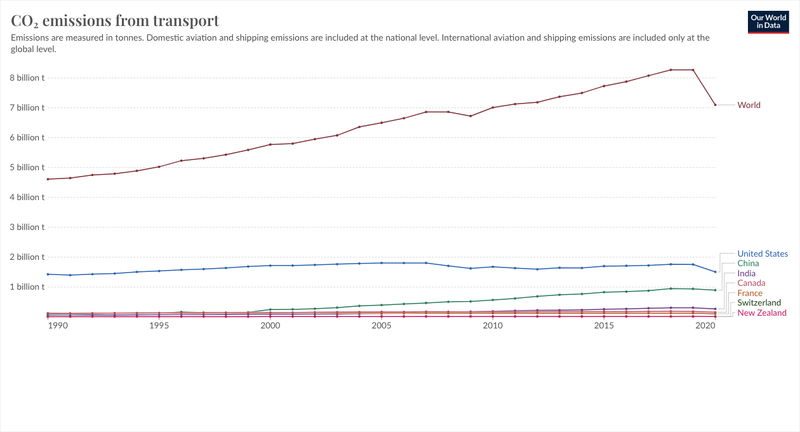 CO₂ emissions from transport
Our World
in Data
Emissions are measured in tonnes. Domestic aviation and shipping emissions are included at the national level. International aviation and shipping emissions are included only at the
global level.
8 billion t
7 billion t
6 billion t
5 billion t
4 billion t
3 billion t
2 billion t
1 billion t
World
United States
China
India
Canada
France
Switzerland
New Zealand
1990
1995
2000
2005
2010
2015
2020